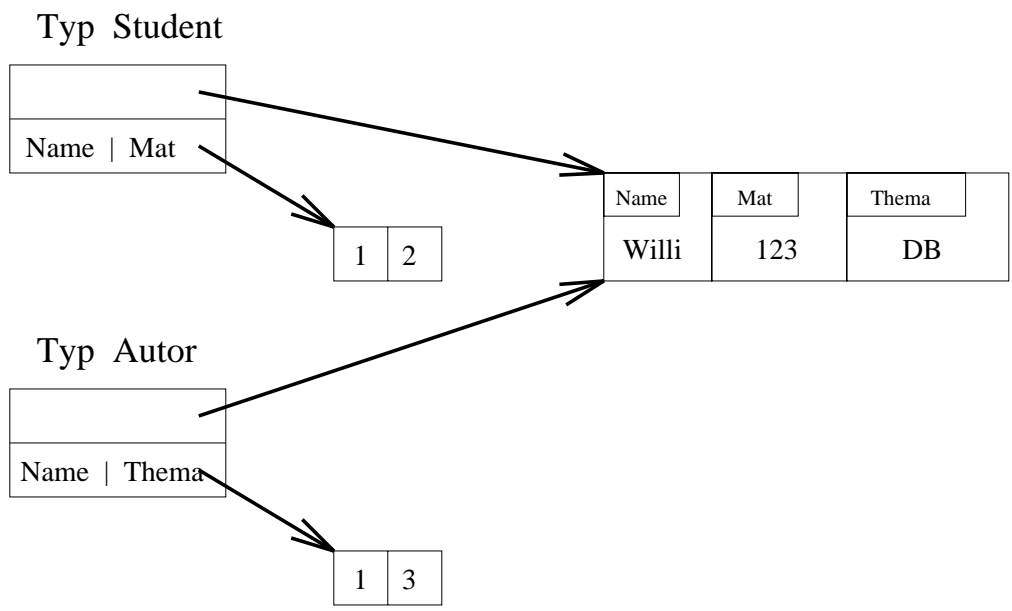 Typ Student
Name | Mat
1 2
Name Mat Thema
Willi 123 DB
Typ Autor
Name | Thema
1 3